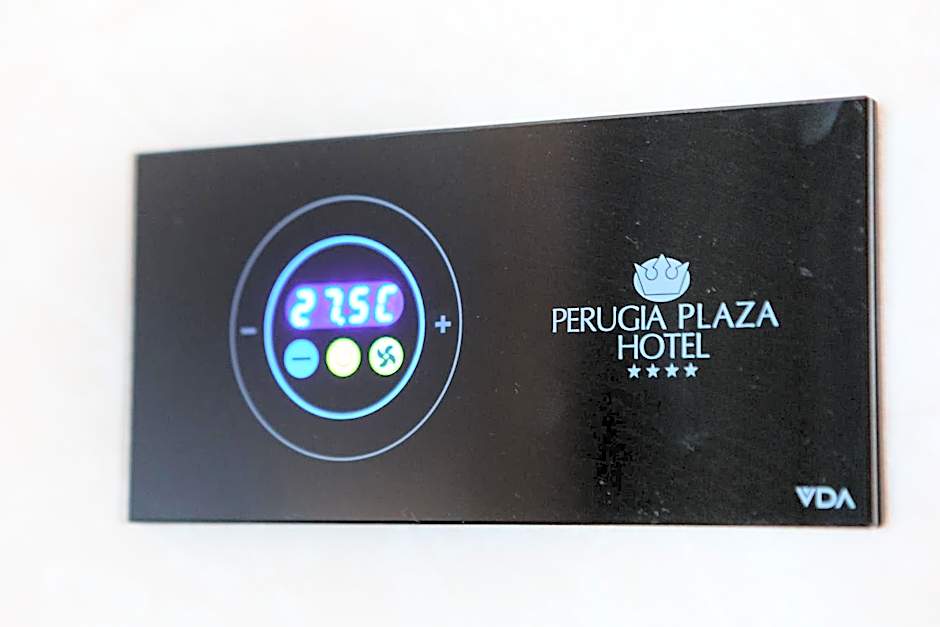 27.5C
- +
PERUGIA PLAZA
HOTEL
VDA